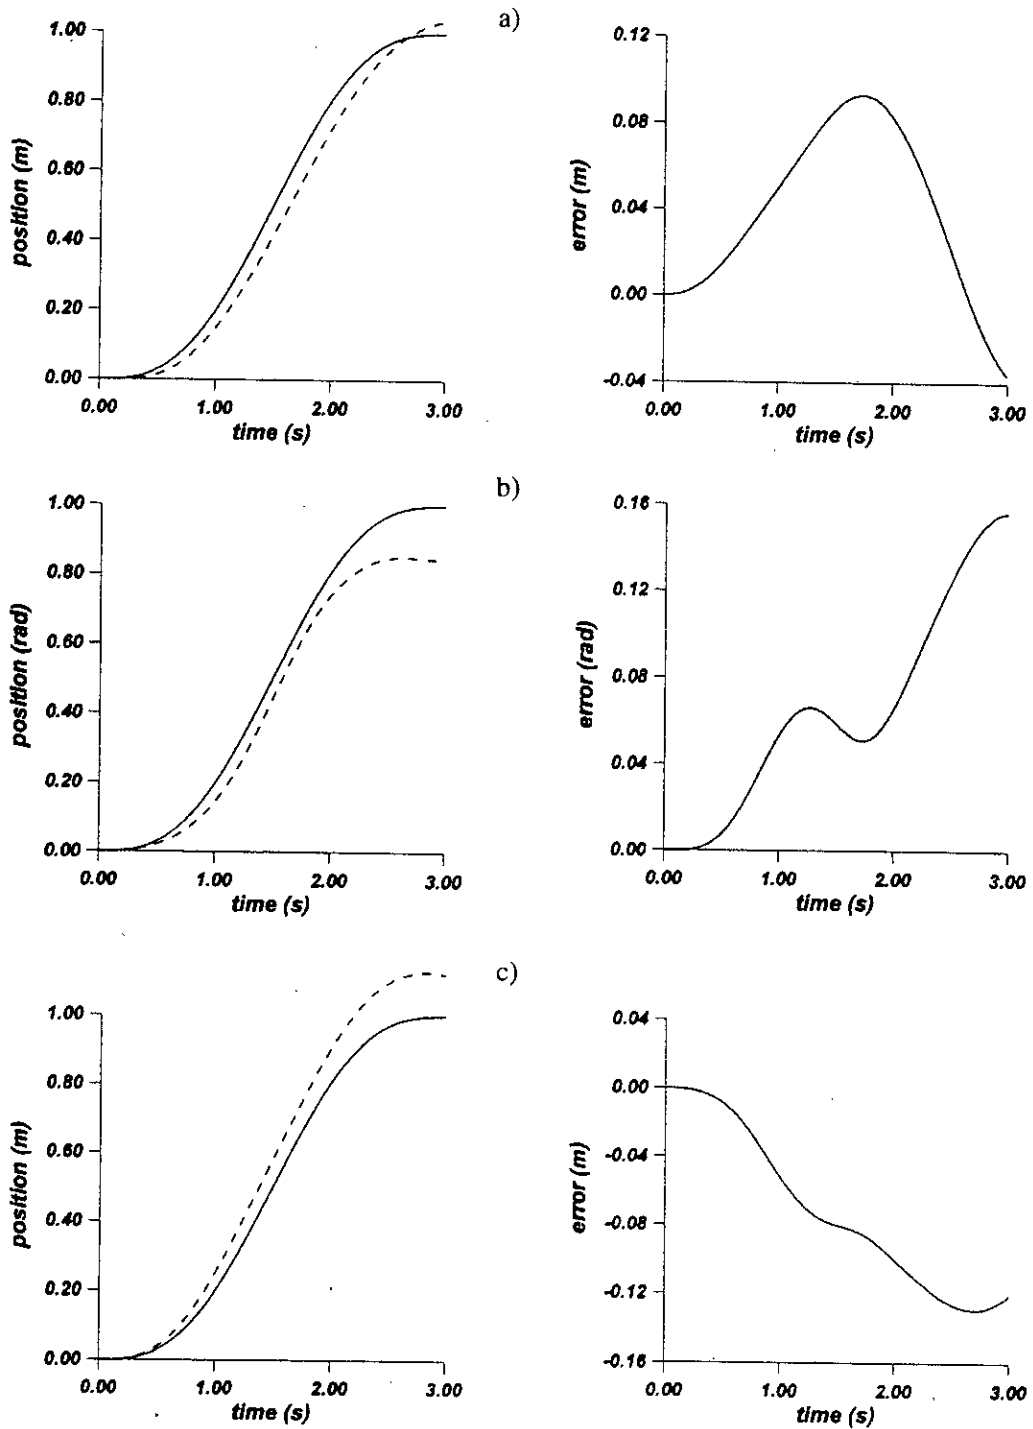 a)
1.00
0.80
0.60
0.40
0.20
0.00
position (m)
0.00 1.00 2.00 3.00
time (s)
0.12
0.08
0.04
0.00
-0.04
error (m)
0.00 1.00 2.00 3.00
time (s)
b)
1.00
0.80
0.60
0.40
0.20
0.00
position (rad)
0.00 1.00 2.00 3.00
time (s)
0.16
0.12
0.08
0.04
0.00
error (rad)
0.00 1.00 2.00 3.00
time (s)
c)
1.00
0.80
0.60
0.40
0.20
0.00
position (m)
0.00 1.00 2.00 3.00
time (s)
0.04
0.00
-0.04
-0.08
-0.12
-0.16
error (m)
0.00 1.00 2.00 3.00
time (s)